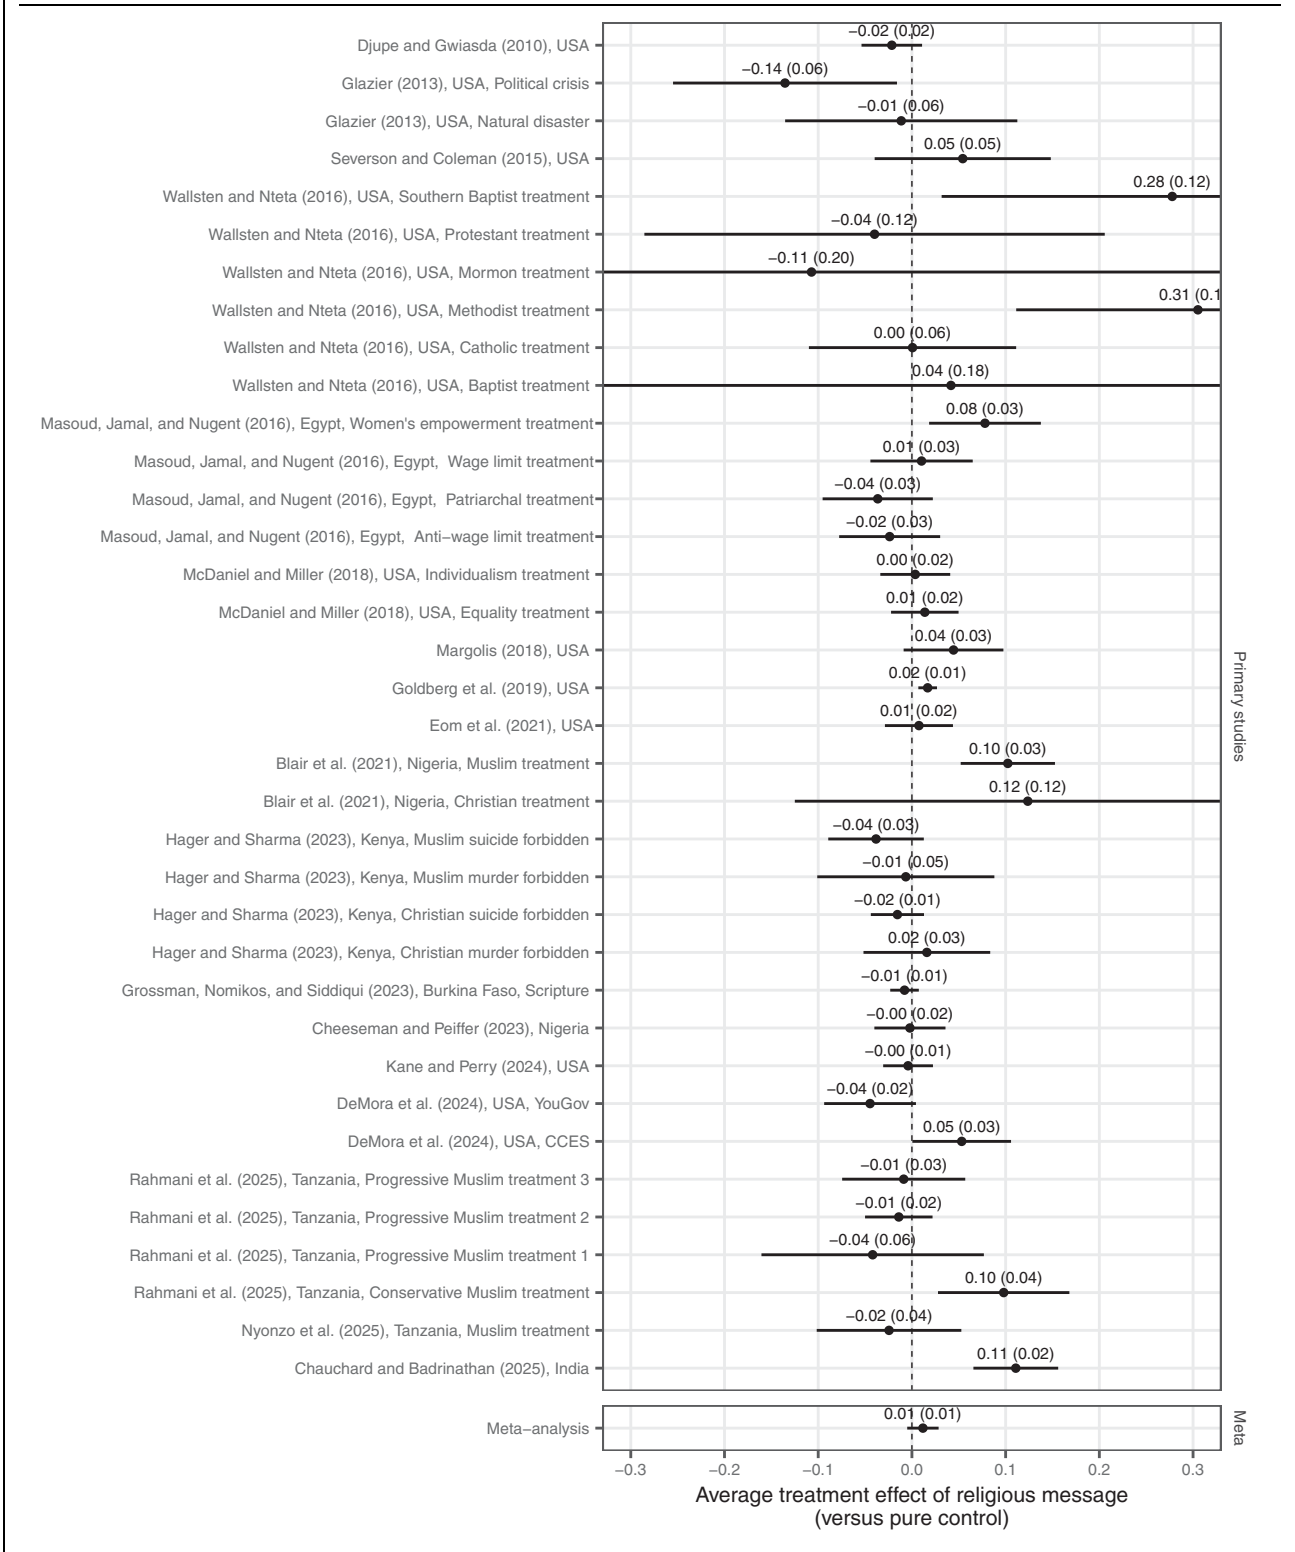 Djupe and Gwiasda (2010), USA −0.02 (0.02)
Glazier (2013), USA, Political crisis −0.14 (0.06)
Glazier (2013), USA, Natural disaster −0.01 (0.06)
Severson and Coleman (2015), USA 0.05 (0.05)
Wallsten and Nteta (2016), USA, Southern Baptist treatment 0.28 (0.12)
Wallsten and Nteta (2016), USA, Protestant treatment −0.04 (0.12)
Wallsten and Nteta (2016), USA, Mormon treatment −0.11 (0.20)
Wallsten and Nteta (2016), USA, Methodist treatment 0.31 (0.1
Wallsten and Nteta (2016), USA, Catholic treatment 0.00 (0.06)
Wallsten and Nteta (2016), USA, Baptist treatment 0.04 (0.18)
Masoud, Jamal, and Nugent (2016), Egypt, Women's empowerment treatment 0.08 (0.03)
Masoud, Jamal, and Nugent (2016), Egypt, Wage limit treatment 0.01 (0.03)
Masoud, Jamal, and Nugent (2016), Egypt, Patriarchal treatment −0.04 (0.03)
Masoud, Jamal, and Nugent (2016), Egypt, Anti−wage limit treatment −0.02 (0.03)
McDaniel and Miller (2018), USA, Individualism treatment 0.00 (0.02)
McDaniel and Miller (2018), USA, Equality treatment 0.01 (0.02)
Margolis (2018), USA 0.04 (0.03)
Goldberg et al. (2019), USA 0.02 (0.01)
Eom et al. (2021), USA 0.01 (0.02)
Blair et al. (2021), Nigeria, Muslim treatment 0.10 (0.03)
Blair et al. (2021), Nigeria, Christian treatment 0.12 (0.12)
Hager and Sharma (2023), Kenya, Muslim suicide forbidden −0.04 (0.03)
Hager and Sharma (2023), Kenya, Muslim murder forbidden −0.01 (0.05)
Hager and Sharma (2023), Kenya, Christian suicide forbidden −0.02 (0.01)
Hager and Sharma (2023), Kenya, Christian murder forbidden 0.02 (0.03)
Grossman, Nomikos, and Siddiqui (2023), Burkina Faso, Scripture −0.01 (0.01)
Cheeseman and Peiffer (2023), Nigeria −0.00 (0.02)
Kane and Perry (2024), USA −0.00 (0.01)
DeMora et al. (2024), USA, YouGov −0.04 (0.02)
DeMora et al. (2024), USA, CCES 0.05 (0.03)
Rahmani et al. (2025), Tanzania, Progressive Muslim treatment 3 −0.01 (0.03)
Rahmani et al. (2025), Tanzania, Progressive Muslim treatment 2 −0.01 (0.02)
Rahmani et al. (2025), Tanzania, Progressive Muslim treatment 1 −0.04 (0.06)
Rahmani et al. (2025), Tanzania, Conservative Muslim treatment 0.10 (0.04)
Nyonzo et al. (2025), Tanzania, Muslim treatment −0.02 (0.04)
Chauchard and Badrinathan (2025), India 0.11 (0.02)
Primary studies
Meta−analysis 0.01 (0.01)
Meta
−0.3 −0.2 −0.1 0.0 0.1 0.2 0.3
Average treatment effect of religious message
(versus pure control)